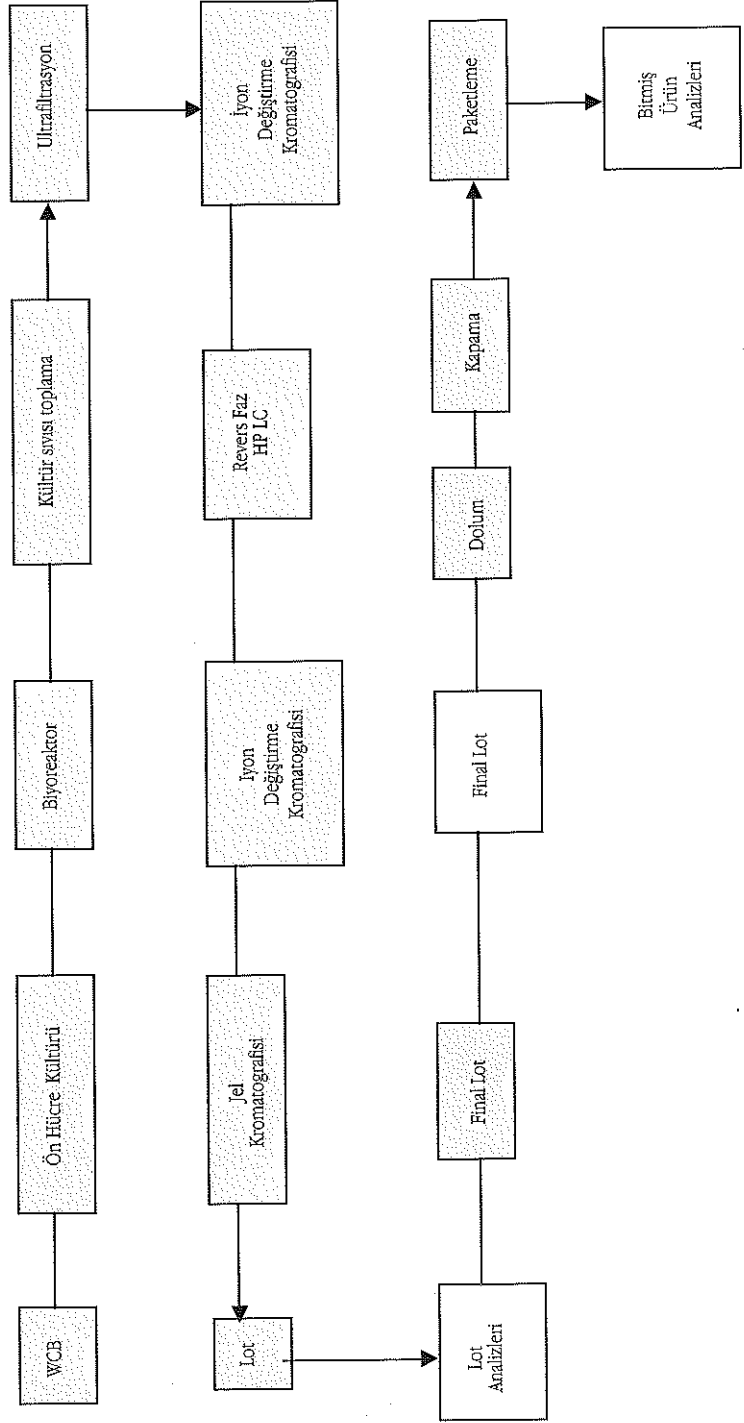 WCB
Ön Hücre Kültürü
Biyoreaktor
Kültür sıvısı toplama
Ultrafiltrasyon
İyon
Değiştirme
Kromatografisi
Revers Faz
HP LC
Iyon
Değiştirme
Kromatografisi
Jel
Kromatografisi
Lot
Lot
Analizleri
Final Lot
Final Lot
Dolum
Kapama
Paketleme
Bitmiş
Ürün
Analizleri